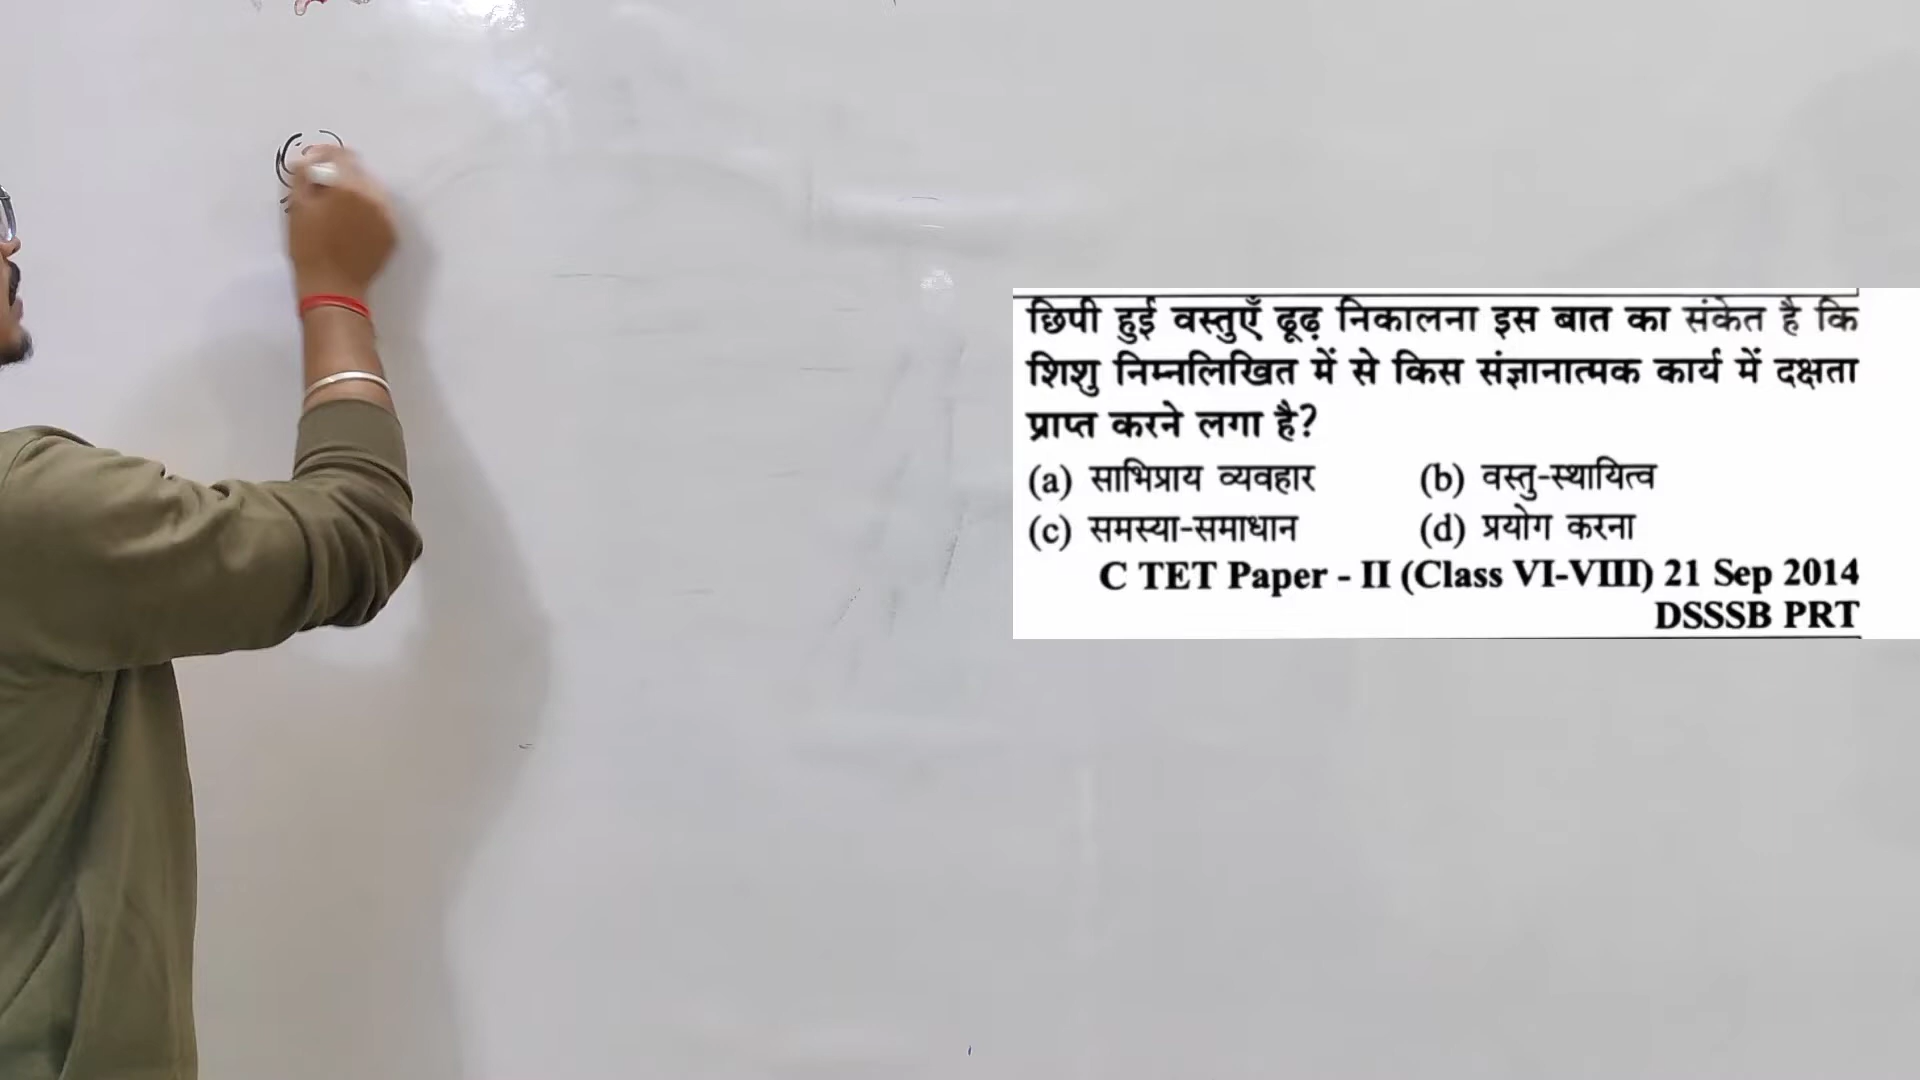 छिपी हुई वस्तुएँ ढूढ़ निकालना इस बात का संकेत है कि
शिशु निम्नलिखित में से किस संज्ञानात्मक कार्य में दक्षता
प्राप्त करने लगा है?
(a) साभिप्राय व्यवहार (b) वस्तु-स्थायित्व
(c) समस्या-समाधान (d) प्रयोग करना
C TET Paper - II (Class VI-VIII) 21 Sep 2014
DSSSB PRT